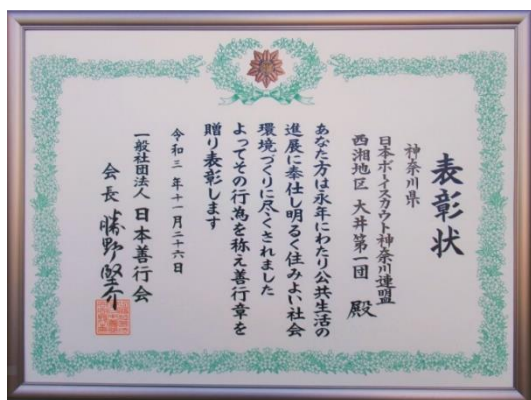 表彰状
神奈川県
日本ボーイスカウト神奈川連盟
西湘地区 大井第一団 殿
あなた方は永年にわたり公共生活の
進展に奉仕し明るく住みよい社会
環境づくりに尽くされました
よってその行為を称え善行章を
贈り表彰します
令和三年十一月二十六日
一般社団法人 日本善行会
会長 勝野堅介